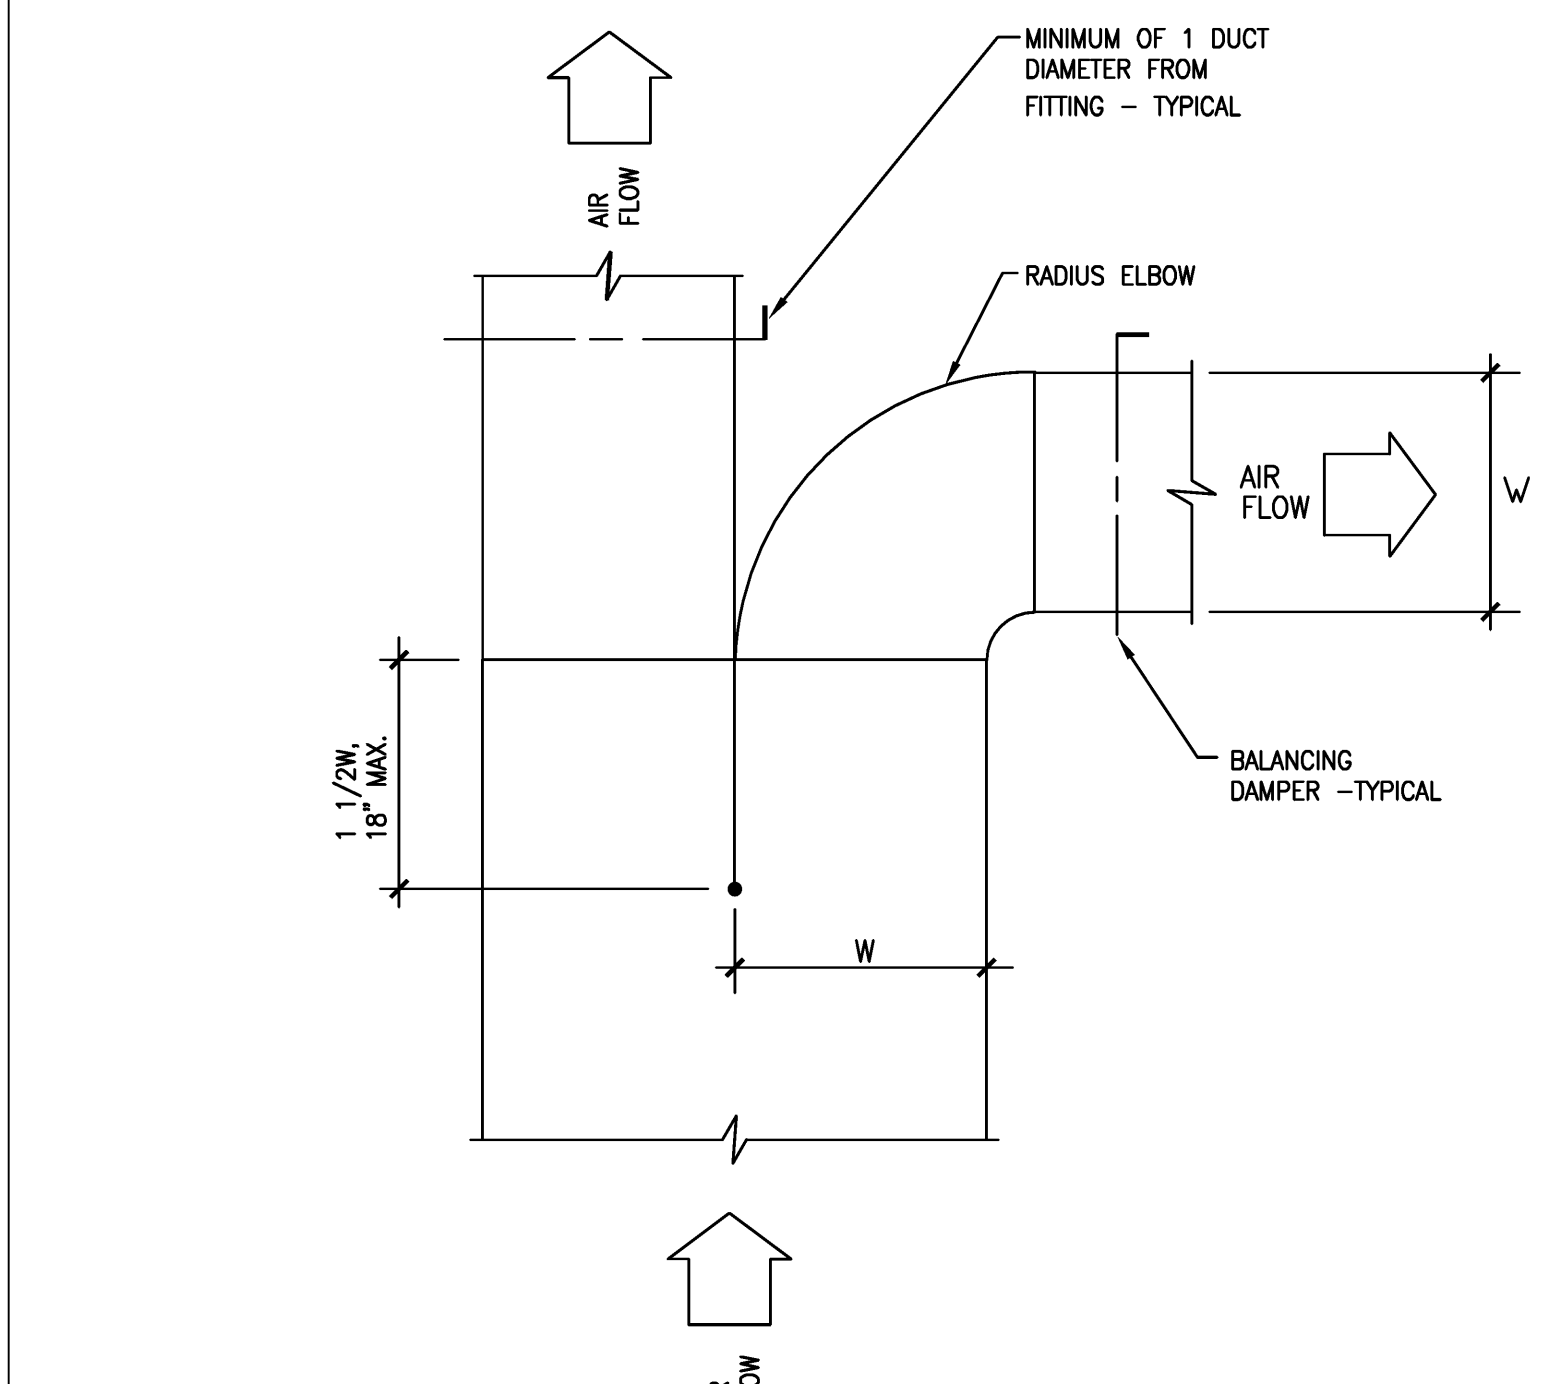 MINIMUM OF 1 DUCT
DIAMETER FROM
FITTING - TYPICAL
AIR
FLOW
RADIUS ELBOW
AIR
FLOW
W
1 1/2W,
18" MAX.
BALANCING
DAMPER -TYPICAL
W